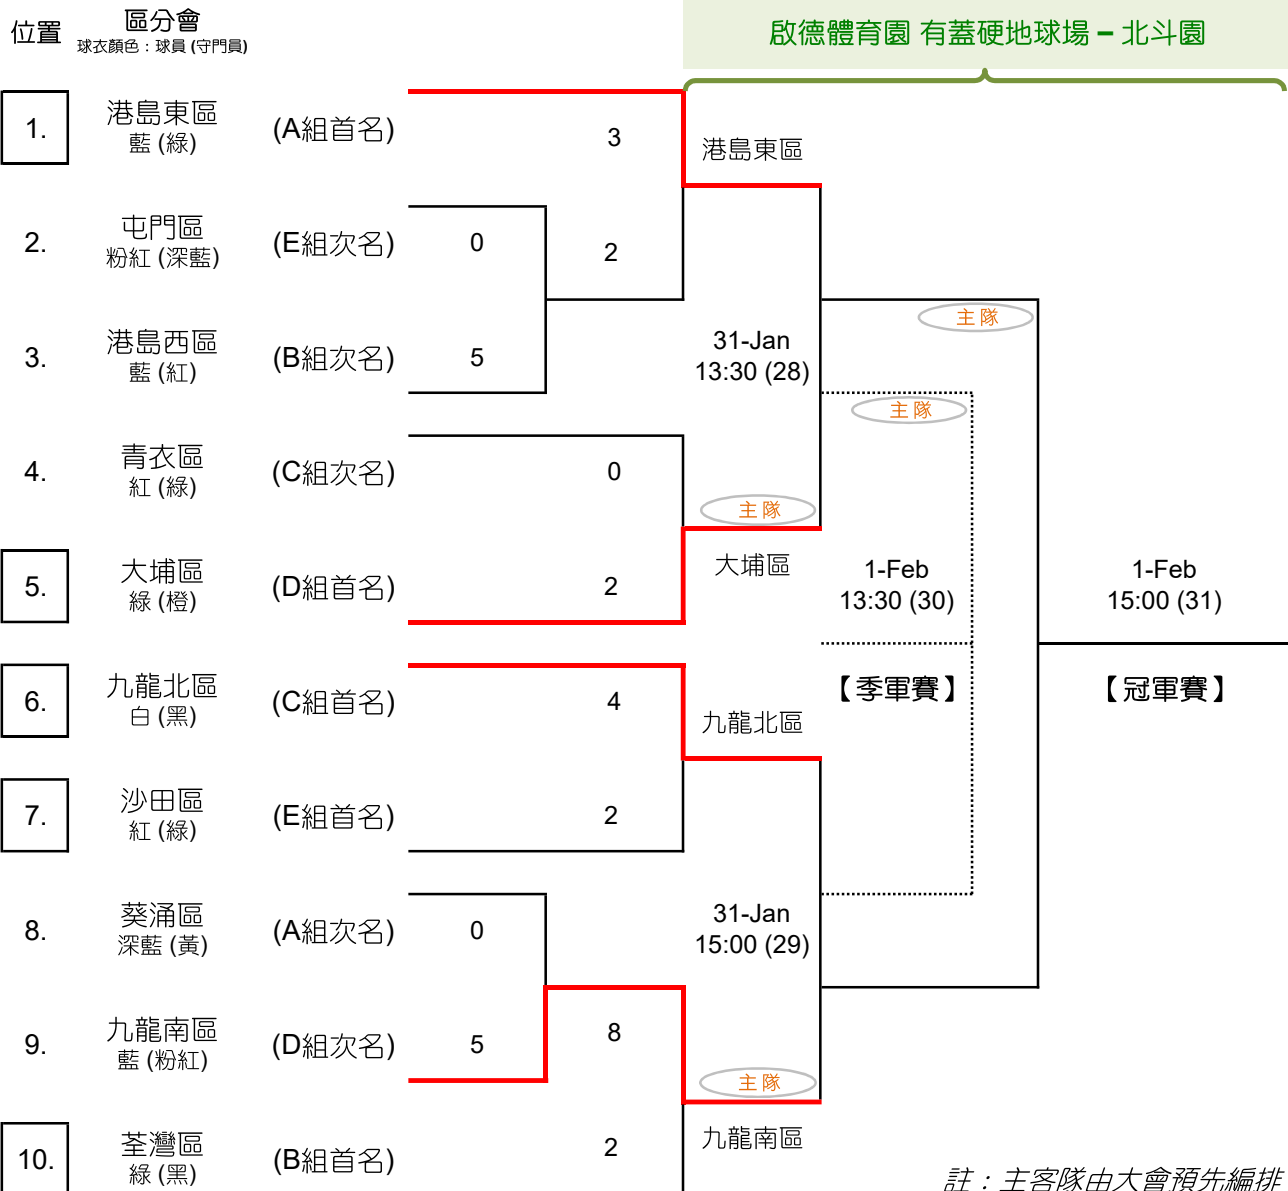 位置 區分會 啟德體育園 有蓋硬地球場 – 北斗園
球衣顏色：球員 (守門員)
1. 港島東區 (A組首名) 3
藍 (綠)
港島東區
2. 屯門區 (E組次名) 0 2
粉紅 (深藍)
主隊
3. 港島西區 (B組次名) 5
藍 (紅)
31-Jan
13:30 (28)
主隊
4. 青衣區 (C組次名) 0
紅 (綠)
主隊
大埔區
5. 大埔區 (D組首名) 2
綠 (橙)
1-Feb 1-Feb
13:30 (30) 15:00 (31)
【季軍賽】 【冠軍賽】
6. 九龍北區 (C組首名) 4
白 (黑)
九龍北區
7. 沙田區 (E組首名) 2
紅 (綠)
8. 葵涌區 (A組次名) 0
深藍 (黃)
31-Jan
15:00 (29)
9. 九龍南區 (D組次名) 5 8
藍 (粉紅)
主隊
九龍南區
10. 荃灣區 (B組首名) 2
綠 (黑)
註：主客隊由大會預先編排